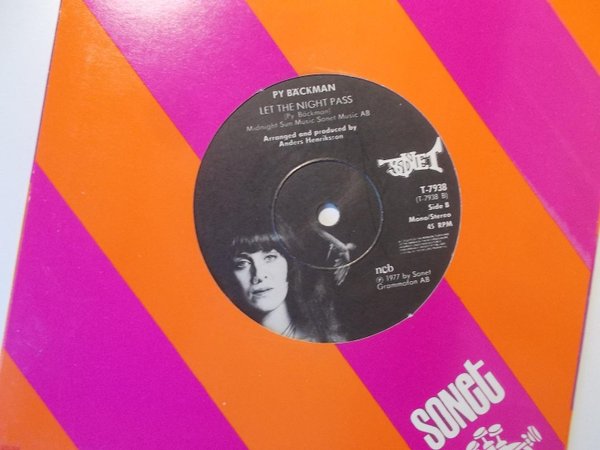 PY BÄCKMAN
LET THE NIGHT PASS
(Py Bäckman)
Midnight Sun Music Sonet Music AB
Arranged and produced by
Anders Henriksson
SONET
T-7938
(T-7938 B)
Side B
Mono/Stereo
45 RPM
ncb
℗ 1977 by Sonet
Grammofon AB
SONET